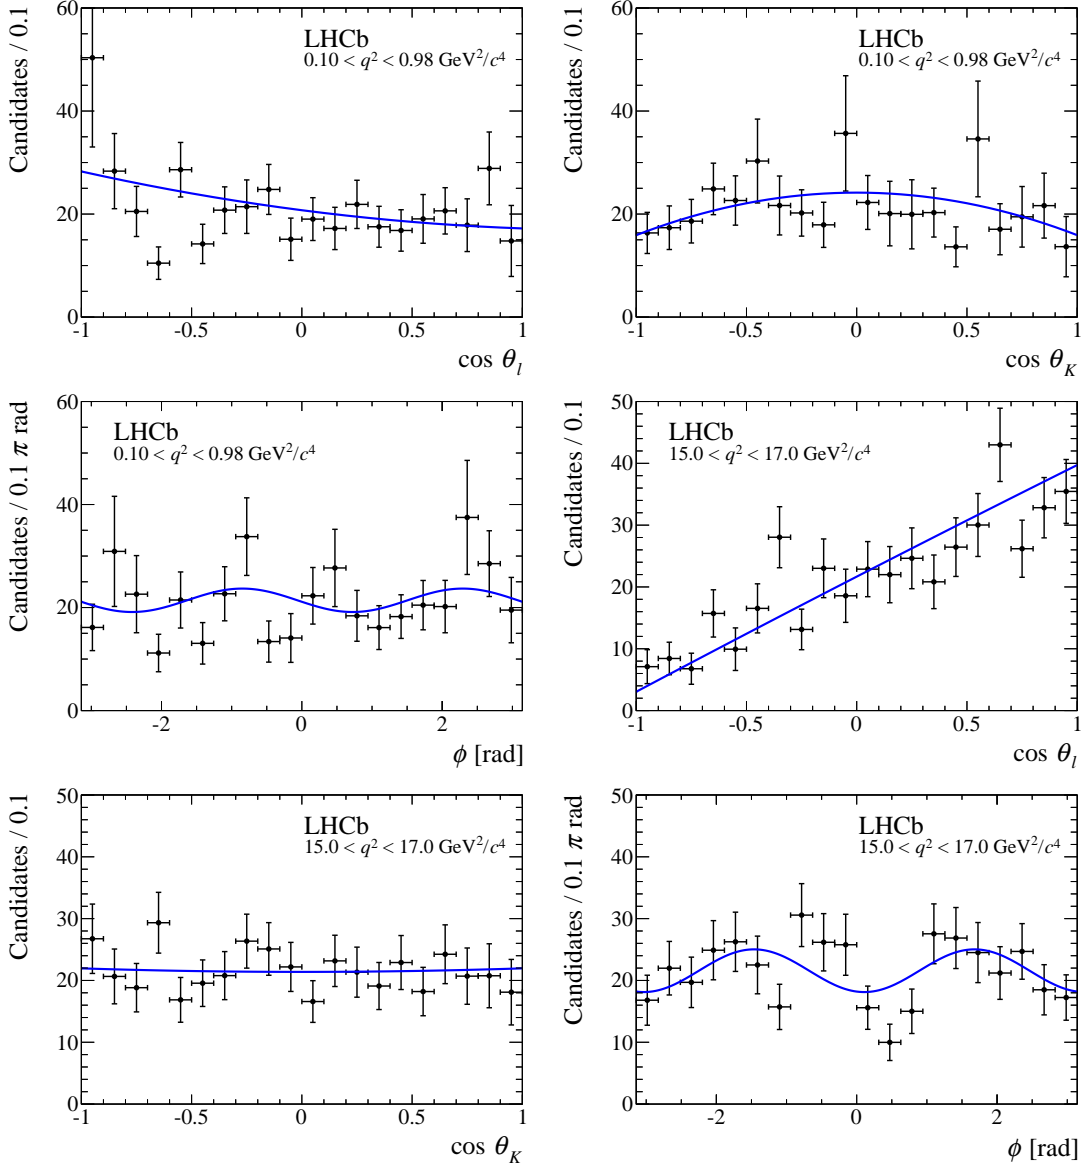 Candidates / 0.1
LHCb
0.10 < q² < 0.98 GeV²/c⁴
60
40
20
0
-1 -0.5 0 0.5 1
cos θ_l
Candidates / 0.1
LHCb
0.10 < q² < 0.98 GeV²/c⁴
60
40
20
0
-1 -0.5 0 0.5 1
cos θ_K
Candidates / 0.1 π rad
LHCb
0.10 < q² < 0.98 GeV²/c⁴
60
40
20
0
-2 0 2
ϕ [rad]
Candidates / 0.1
LHCb
15.0 < q² < 17.0 GeV²/c⁴
50
40
30
20
10
0
-1 -0.5 0 0.5 1
cos θ_l
Candidates / 0.1
LHCb
15.0 < q² < 17.0 GeV²/c⁴
50
40
30
20
10
0
-1 -0.5 0 0.5 1
cos θ_K
Candidates / 0.1 π rad
LHCb
15.0 < q² < 17.0 GeV²/c⁴
50
40
30
20
10
0
-2 0 2
ϕ [rad]